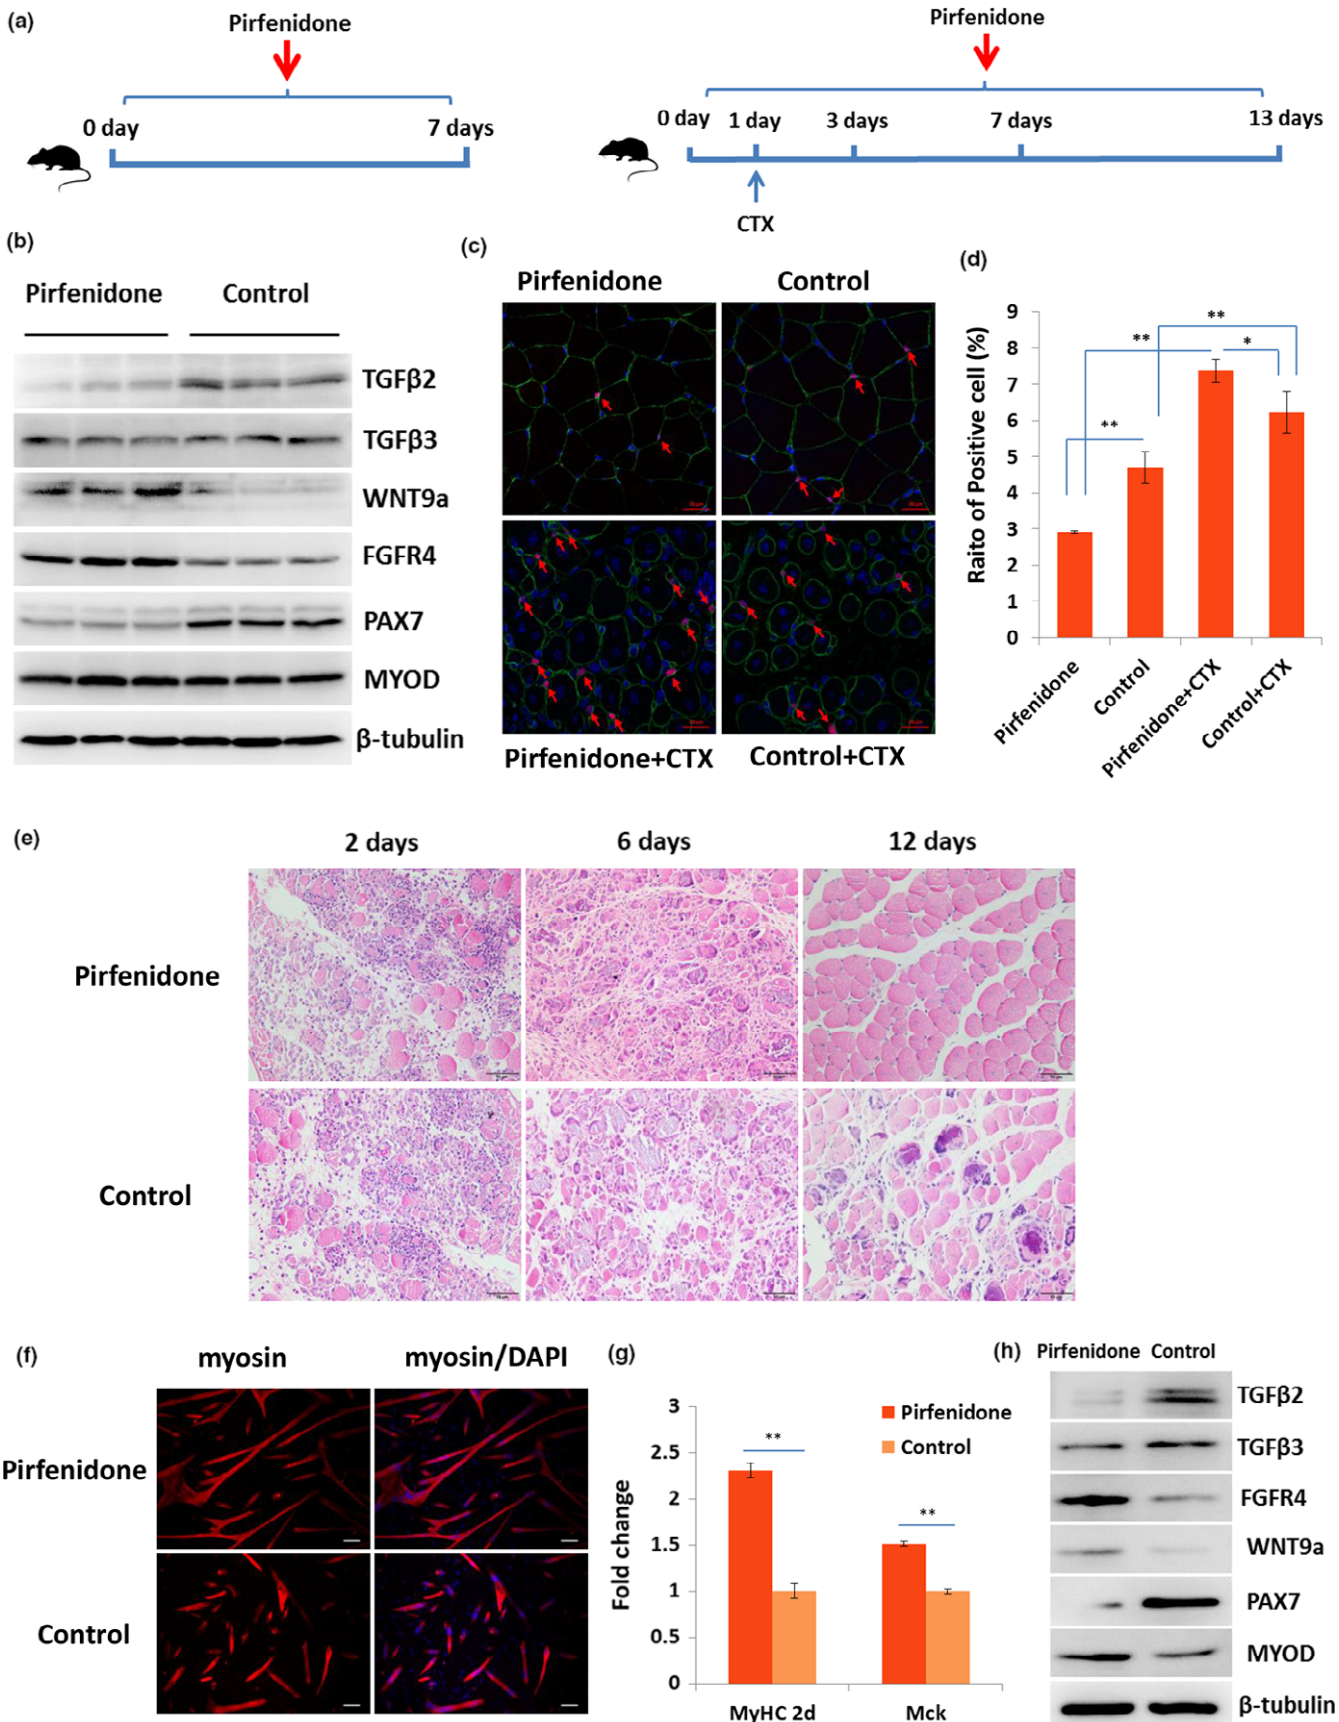 (a)
Pirfenidone
0 day 7 days
Pirfenidone
0 day 1 day 3 days 7 days 13 days
CTX
(b)
Pirfenidone Control
TGFβ2
TGFβ3
WNT9a
FGFR4
PAX7
MYOD
β-tubulin
(c)
Pirfenidone Control
Pirfenidone+CTX Control+CTX
(d)
Raito of Positive cell (%)
9
8
7
6
5
4
3
2
1
0
**
**
*
**
Pirfenidone
Control
Pirfenidone+CTX
Control+CTX
(e)
2 days 6 days 12 days
Pirfenidone
Control
(f)
myosin myosin/DAPI
Pirfenidone
Control
(g)
Fold change
3
2.5
2
1.5
1
0.5
0
Pirfenidone
Control
**
**
MyHC 2d Mck
(h)
Pirfenidone Control
TGFβ2
TGFβ3
FGFR4
WNT9a
PAX7
MYOD
β-tubulin